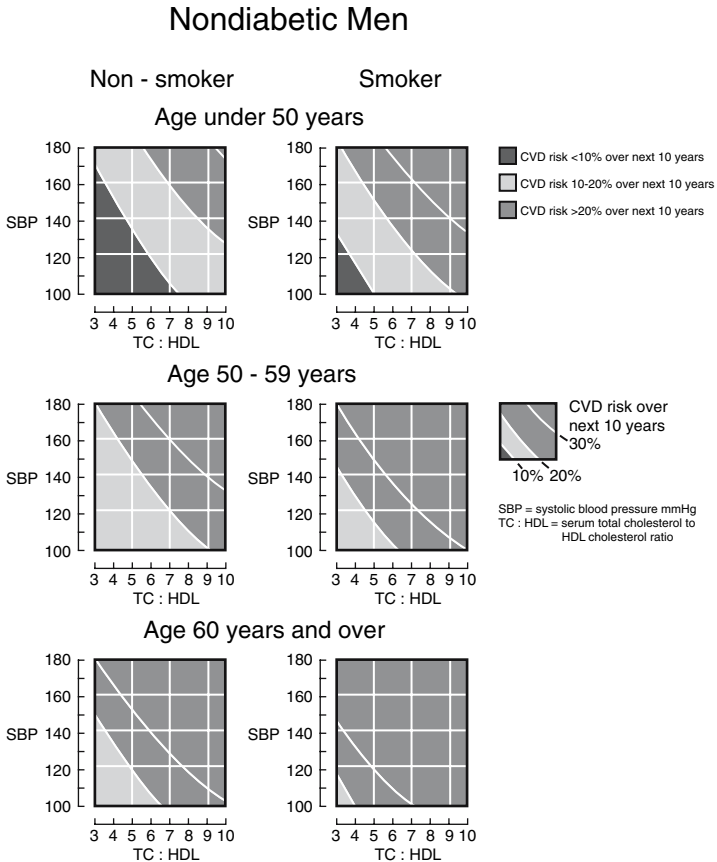 Nondiabetic Men
Non - smoker Smoker
Age under 50 years
180 180
160 160
SBP 140 SBP 140
120 120
100 100
3 4 5 6 7 8 9 10 3 4 5 6 7 8 9 10
TC : HDL TC : HDL
CVD risk <10% over next 10 years
CVD risk 10-20% over next 10 years
CVD risk >20% over next 10 years
Age 50 - 59 years
180 180
160 160
SBP 140 SBP 140
120 120
100 100
3 4 5 6 7 8 9 10 3 4 5 6 7 8 9 10
TC : HDL TC : HDL
CVD risk over
next 10 years
30%
10% 20%
SBP = systolic blood pressure mmHg
TC : HDL = serum total cholesterol to
HDL cholesterol ratio
Age 60 years and over
180 180
160 160
SBP 140 SBP 140
120 120
100 100
3 4 5 6 7 8 9 10 3 4 5 6 7 8 9 10
TC : HDL TC : HDL